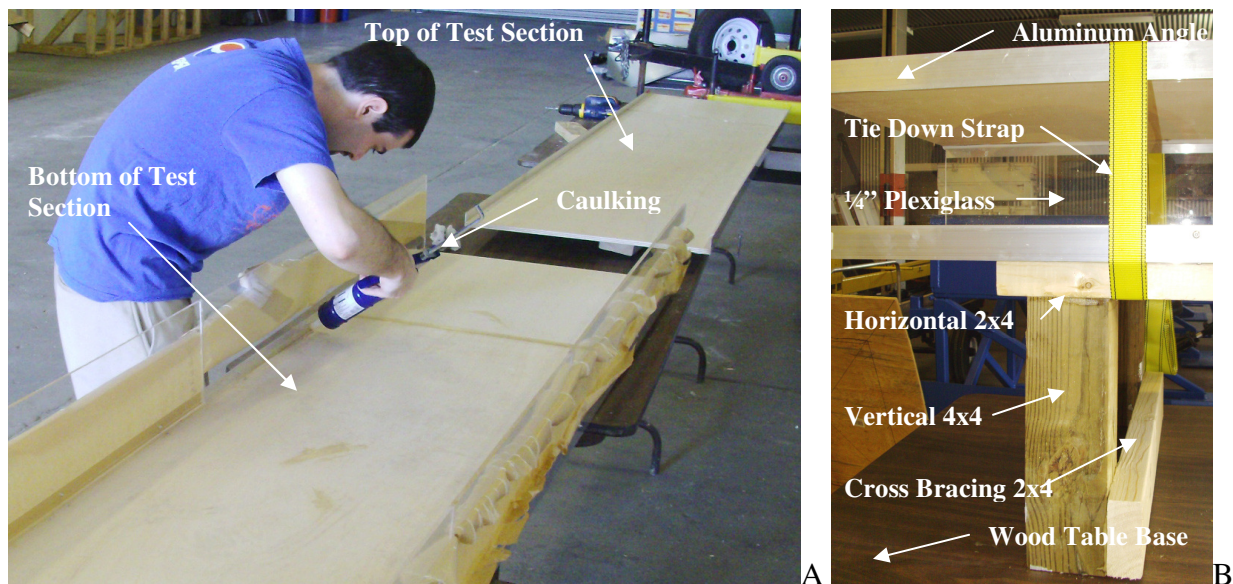 Top of Test Section
Bottom of Test
Section
Caulking
A
Aluminum Angle
Tie Down Strap
¼” Plexiglass
Horizontal 2x4
Vertical 4x4
Cross Bracing 2x4
Wood Table Base
B